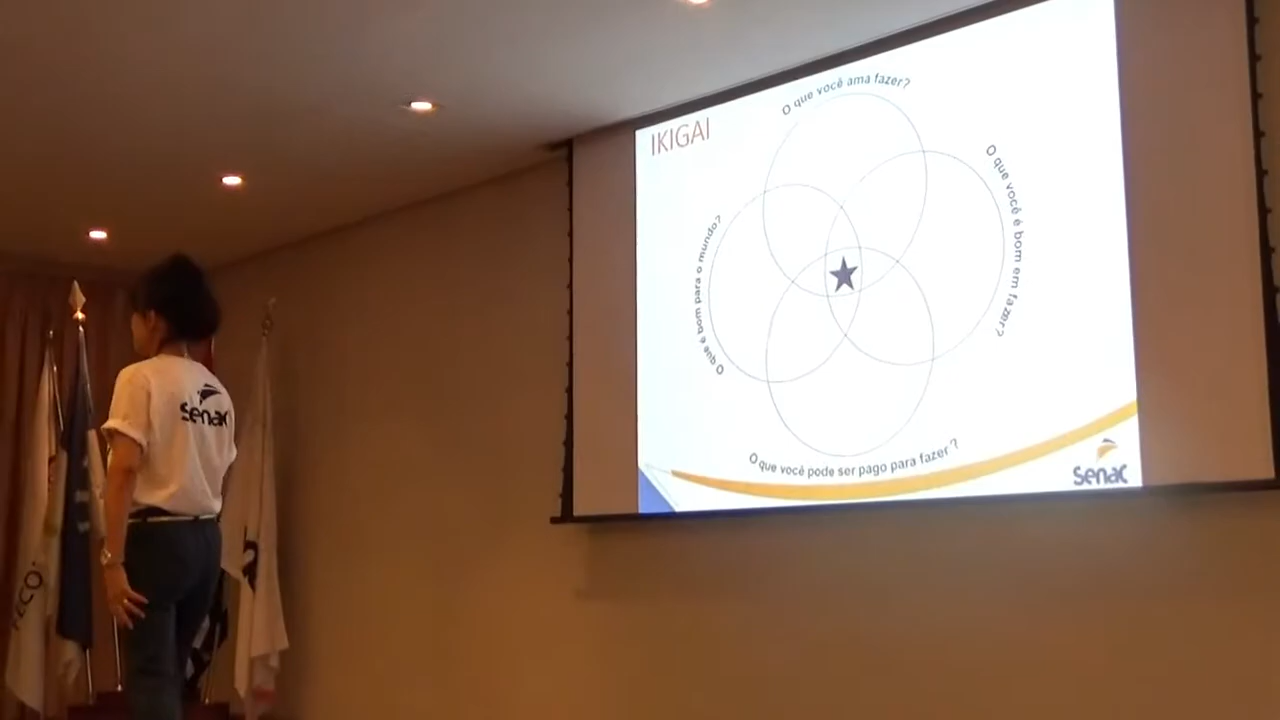 IKIGAI
O que você ama fazer?
O que você é bom em fazer?
O que é bom para o mundo?
O que você pode ser pago para fazer ?
senac
senac